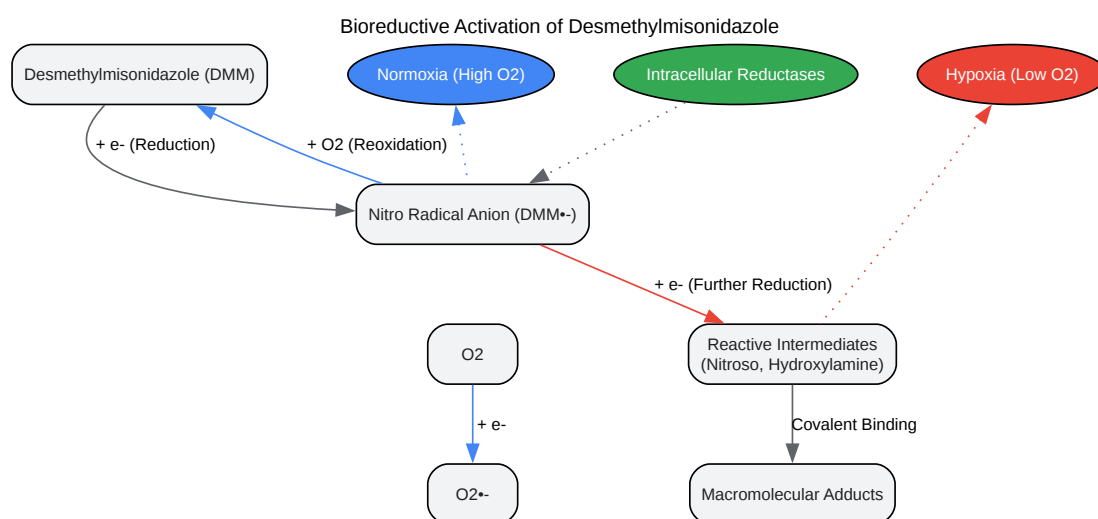 Bioreductive Activation of Desmethylmisonidazole
Desmethylmisonidazole (DMM)
Normoxia (High O2)
Intracellular Reductases
Hypoxia (Low O2)
+ e- (Reduction)
+ O2 (Reoxidation)
Nitro Radical Anion (DMM•-)
+ e- (Further Reduction)
O2
Reactive Intermediates
(Nitroso, Hydroxylamine)
+ e-
Covalent Binding
O2•-
Macromolecular Adducts